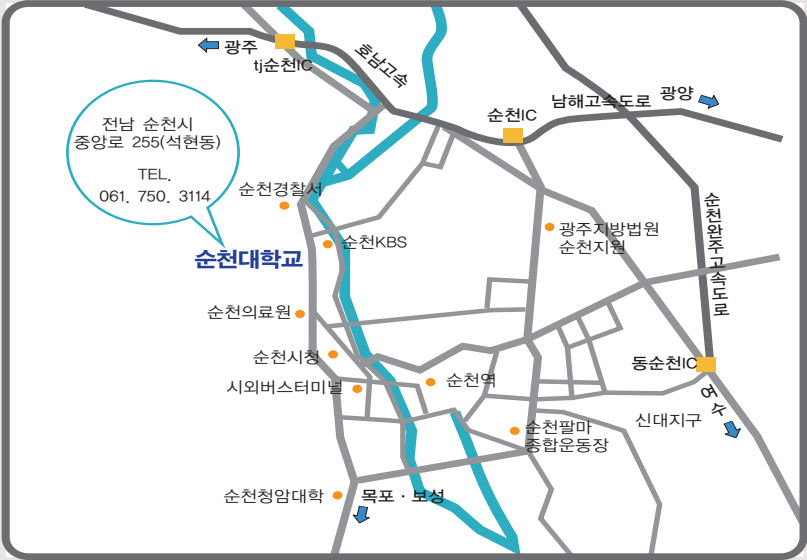 광주
tj순천IC
호남고속
순천IC
남해고속도로
광양
전남 순천시
중앙로 255(석현동)
TEL.
061. 750. 3114
순천경찰서
순천대학교
순천KBS
광주지방법원
순천지원
순천완주고속도로
순천의료원
순천시청
시외버스터미널
순천역
동순천IC
여수
신대지구
순천팔마
종합운동장
순천청암대학
목포 · 보성